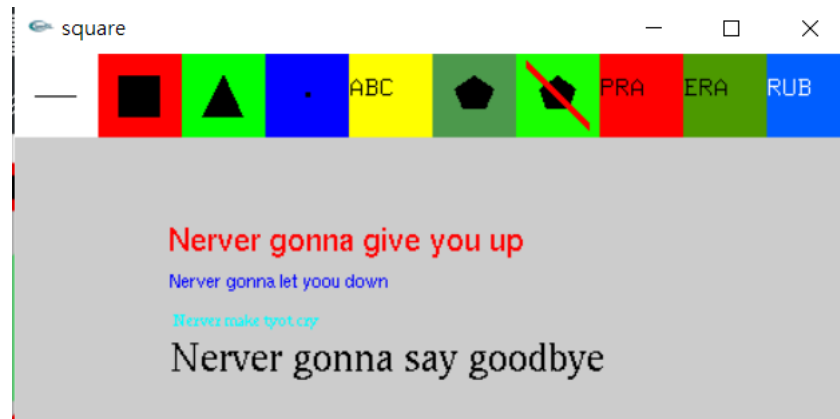 square
ABC PRA ERA RUB
Nerver gonna give you up
Nerver gonna let yoou down
Nerver make tyot cry
Nerver gonna say goodbye